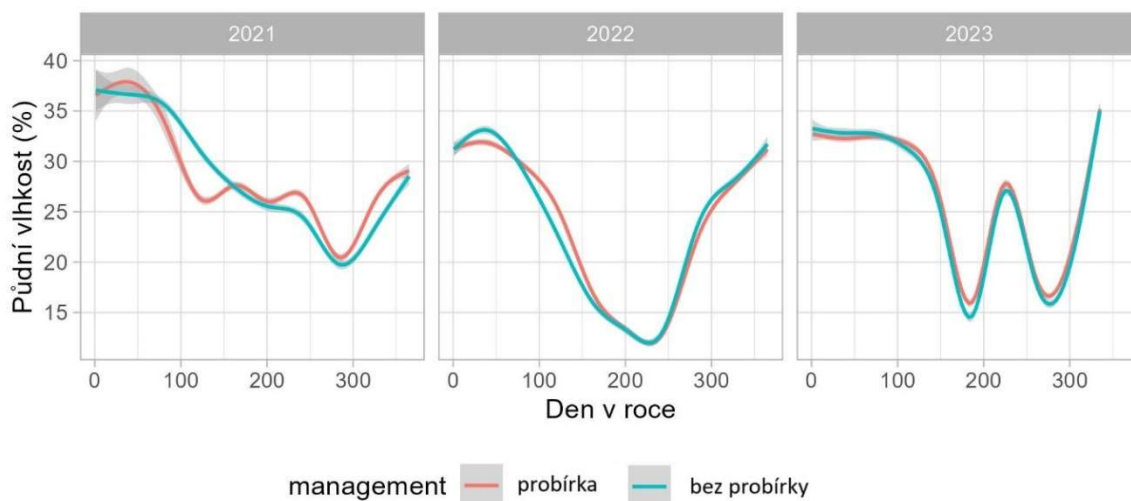 2021 2022 2023
40
35
30
25
20
15
Půdní vlhkost (%)
0 100 200 300 0 100 200 300 0 100 200 300
Den v roce
management probírka bez probírky